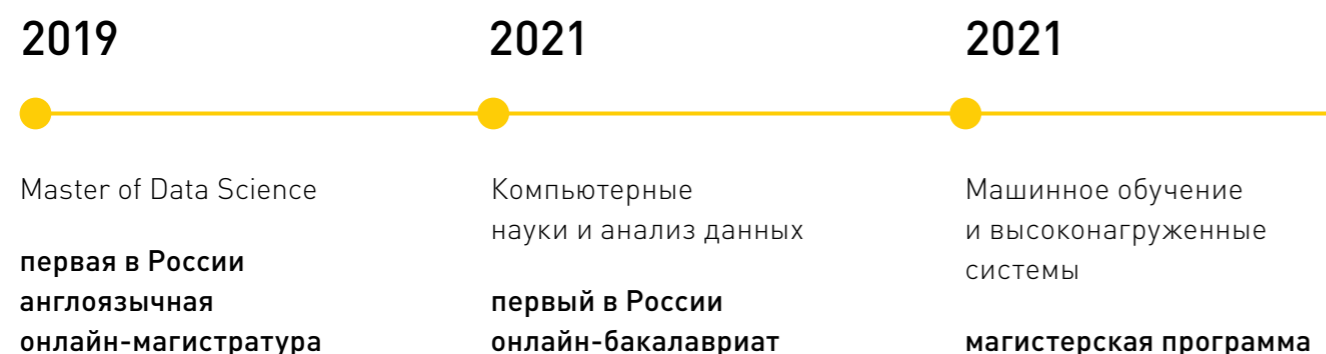 2019
Master of Data Science
первая в России
англоязычная
онлайн-магистратура
2021
Компьютерные
науки и анализ данных
первый в России
онлайн-бакалавриат
2021
Машинное обучение
и высоконагруженные
системы
магистерская программа